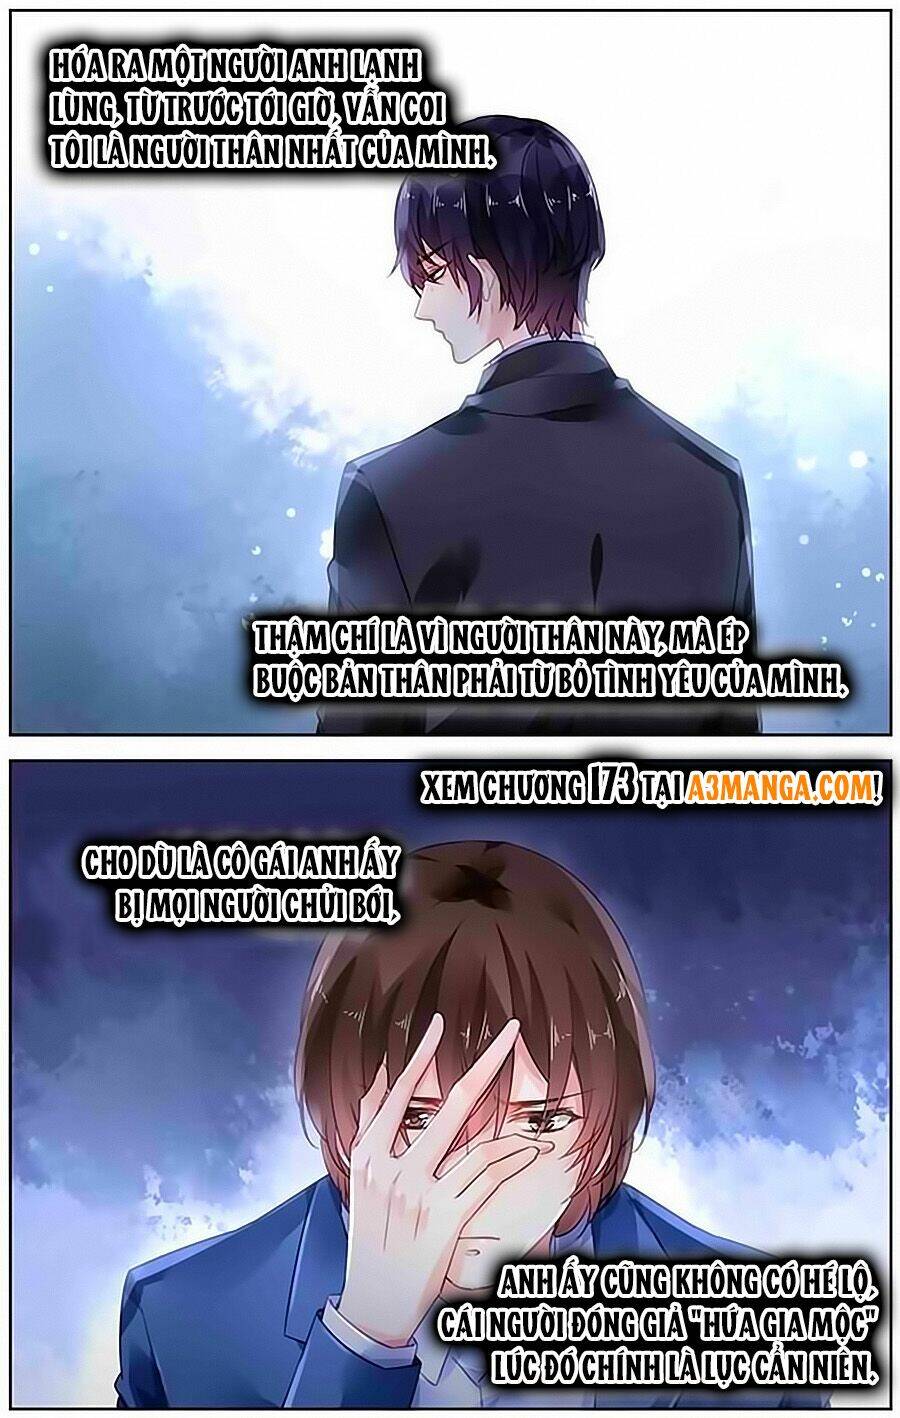 HÓA RA MỘT NGƯỜI ANH LẠNH
LÙNG, TỪ TRƯỚC TỚI GIỜ, VẪN COI
TÔI LÀ NGƯỜI THÂN NHẤT CỦA MÌNH.
THẬM CHÍ LÀ VÌ NGƯỜI THÂN NÀY, MÀ ÉP
BUỘC BẢN THÂN PHẢI TỪ BỎ TÌNH YÊU CỦA MÌNH.
XEM CHƯƠNG 173 TẠI A3MANGA.COM!
CHO DÙ LÀ CÔ GÁI ANH ẤY
BỊ MỌI NGƯỜI CHỬI BỚI,
ANH ẤY CŨNG KHÔNG CÓ HÉ LỘ,
CÁI NGƯỜI ĐÓNG GIẢ "HỨA GIA MỘC"
LÚC ĐÓ CHÍNH LÀ LỤC CẨN NIÊN.